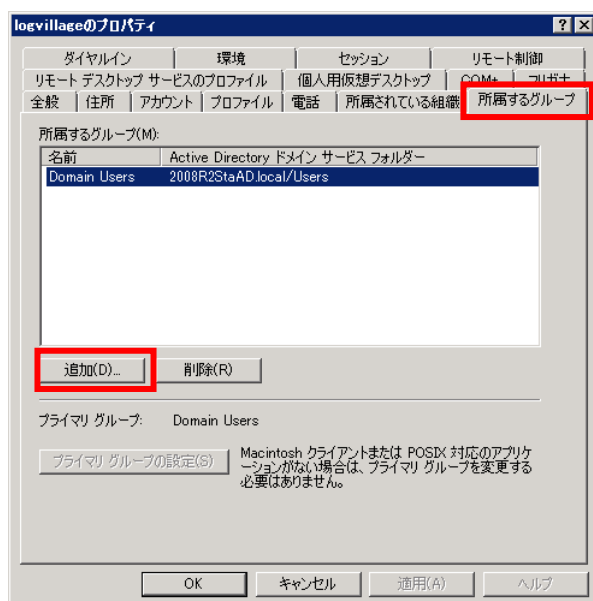 logvillageのプロパティ
ダイヤルイン 環境 セッション リモート制御
リモート デスクトップ サービスのプロファイル 個人用仮想デスクトップ COM+ フリガナ
全般 住所 アカウント プロファイル 電話 所属されている組織 所属するグループ
所属するグループ(M):
名前 Active Directory ドメイン サービス フォルダー
Domain Users 2008R2StaAD.local/Users
追加(D)... 削除(R)
プライマリ グループ: Domain Users
プライマリ グループの設定(S)
Macintosh クライアントまたは POSIX 対応のアプリケ
ーションがない場合は、プライマリ グループを変更する
必要はありません。
OK キャンセル 適用(A) ヘルプ